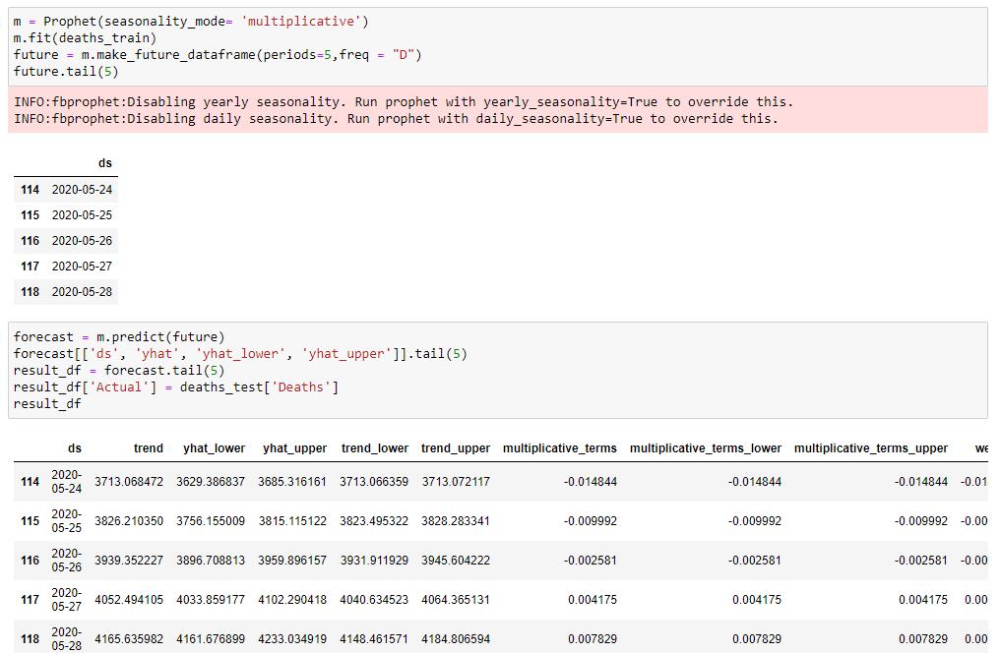 m = Prophet(seasonality_mode= 'multiplicative')
m.fit(deaths_train)
future = m.make_future_dataframe(periods=5,freq = "D")
future.tail(5)
INFO:fbprophet:Disabling yearly seasonality. Run prophet with yearly_seasonality=True to override this.
INFO:fbprophet:Disabling daily seasonality. Run prophet with daily_seasonality=True to override this.
ds
114 2020-05-24
115 2020-05-25
116 2020-05-26
117 2020-05-27
118 2020-05-28
forecast = m.predict(future)
forecast[['ds', 'yhat', 'yhat_lower', 'yhat_upper']].tail(5)
result_df = forecast.tail(5)
result_df['Actual'] = deaths_test['Deaths']
result_df
ds trend yhat_lower yhat_upper trend_lower trend_upper multiplicative_terms multiplicative_terms_lower multiplicative_terms_upper we
114 2020-05-24 3713.068472 3629.386837 3685.316161 3713.066359 3713.072117 -0.014844 -0.014844 -0.014844 -0.01
115 2020-05-25 3826.210350 3756.155009 3815.115122 3823.495322 3828.283341 -0.009992 -0.009992 -0.009992 -0.00
116 2020-05-26 3939.352227 3896.708813 3959.896157 3931.911929 3945.604222 -0.002581 -0.002581 -0.002581 -0.00
117 2020-05-27 4052.494105 4033.859177 4102.290418 4040.634523 4064.365131 0.004175 0.004175 0.004175 0.00
118 2020-05-28 4165.635982 4161.676899 4233.034919 4148.461571 4184.806594 0.007829 0.007829 0.007829 0.00